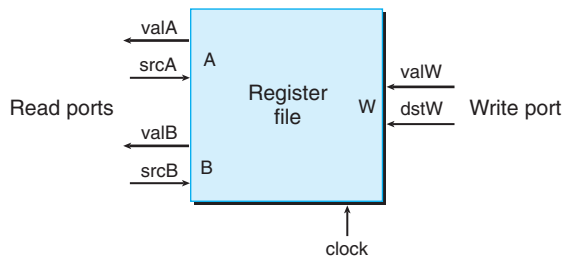 valA
srcA
A
Read ports
Register
file
W
valW
dstW
Write port
valB
srcB
B
clock